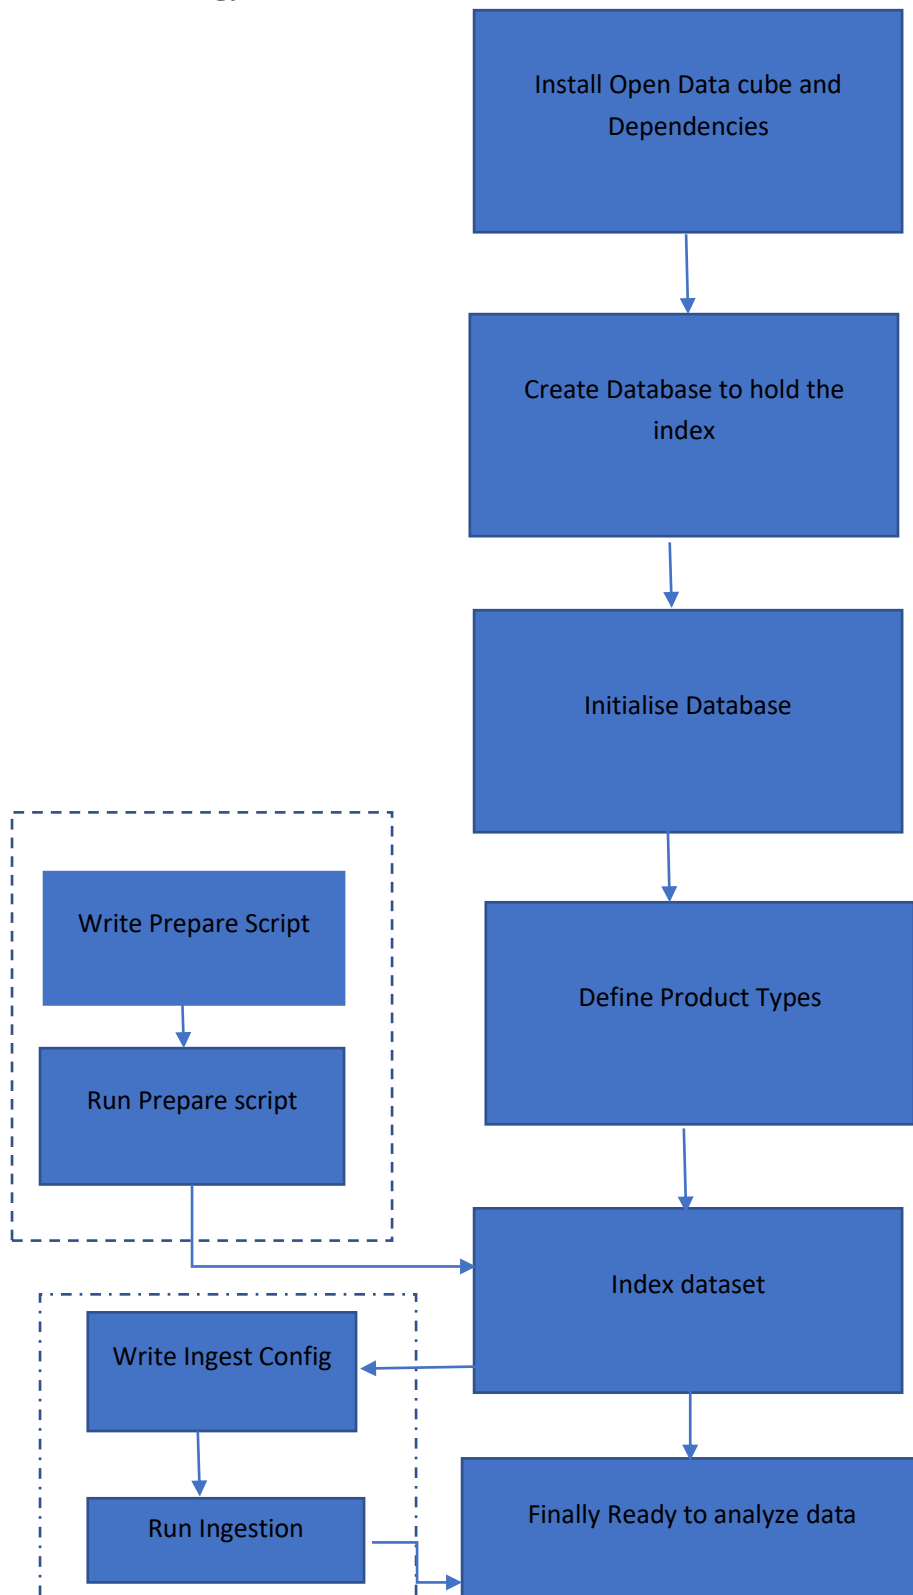 Install Open Data cube and
Dependencies
Create Database to hold the
index
Initialise Database
Write Prepare Script
Define Product Types
Run Prepare script
Index dataset
Write Ingest Config
Finally Ready to analyze data
Run Ingestion